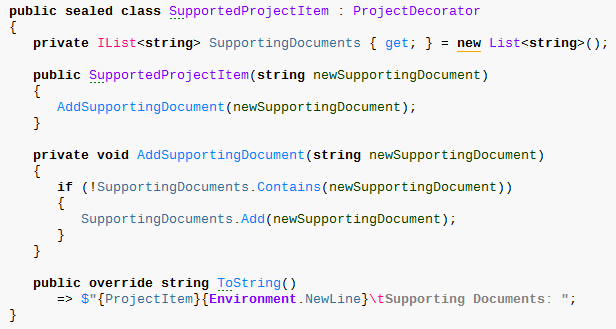 public sealed class SupportedProjectItem : ProjectDecorator
{
    private IList<string> SupportingDocuments { get; } = new List<string>();

    public SupportedProjectItem(string newSupportingDocument)
    {
        AddSupportingDocument(newSupportingDocument);
    }

    private void AddSupportingDocument(string newSupportingDocument)
    {
        if (!SupportingDocuments.Contains(newSupportingDocument))
        {
            SupportingDocuments.Add(newSupportingDocument);
        }
    }

    public override string ToString()
        => $"{ProjectItem}{Environment.NewLine}\tSupporting Documents: ";
}